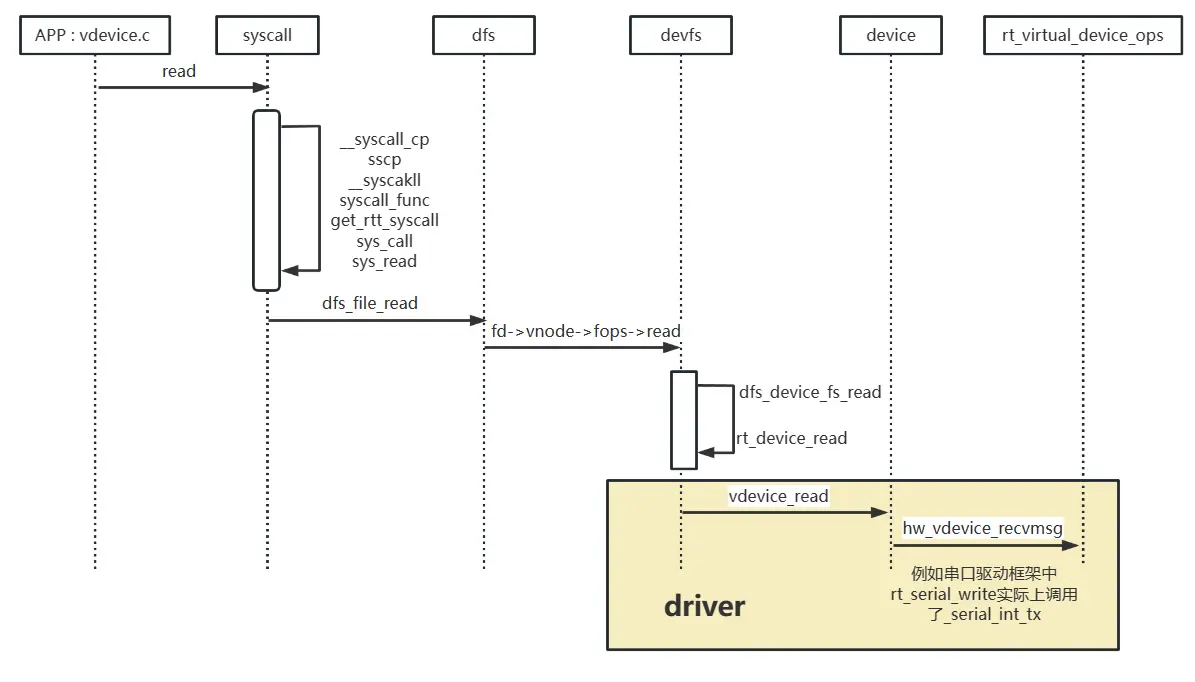 APP : vdevice.c
syscall
dfs
devfs
device
rt_virtual_device_ops
read
__syscall_cp
sscp
__syscakll
syscall_func
get_rtt_syscall
sys_call
sys_read
dfs_file_read
fd->vnode->fops->read
dfs_device_fs_read
rt_device_read
vdevice_read
hw_vdevice_recvmsg
例如串口驱动框架中
rt_serial_write实际上调用
了_serial_int_tx
driver